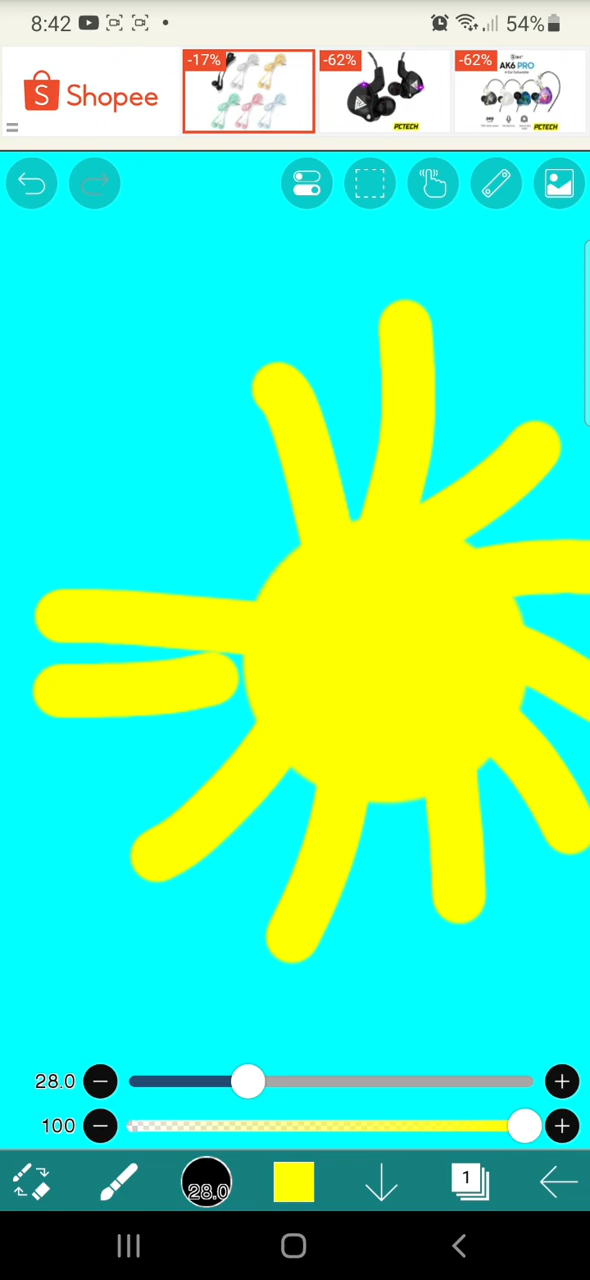 8:42 54%
S Shopee
-17%
-62%
-62% AK6 PRO
PCTECH PCTECH
28.0
100
28.0 1